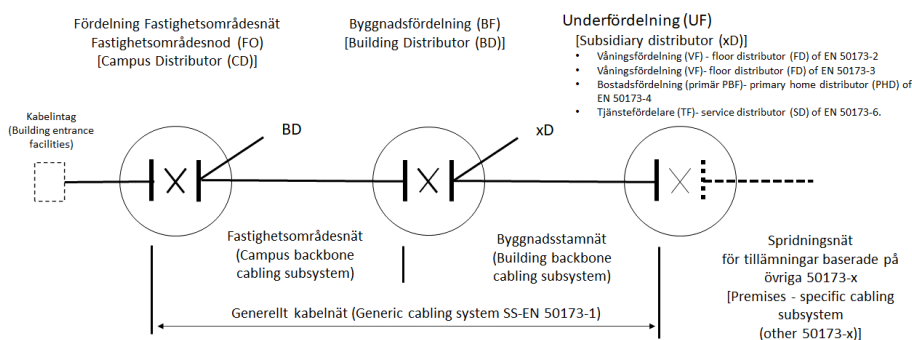 Fördelning Fastighetsområdesnät
Fastighetsområdesnod (FO)
[Campus Distributor (CD)]
Byggnadsfördelning (BF)
[Building Distributor (BD)]
Underfördelning (UF)
[Subsidiary distributor (xD)]
• Våningsfördelning (VF) - floor distributor (FD) of EN 50173-2
• Våningsfördelning (VF)- floor distributor (FD) of EN 50173-3
• Bostadsfördelning (primär PBF)- primary home distributor (PHD) of
EN 50173-4
• Tjänstefördelare (TF)- service distributor (SD) of EN 50173-6.
Kabelintag
(Building entrance
facilities)
BD
xD
Fastighetsområdesnät
(Campus backbone
cabling subsystem)
Byggnadsstamnät
(Building backbone
cabling subsystem)
Spridningsnät
för tillämningar baserade på
övriga 50173-x
[Premises - specific cabling
subsystem
(other 50173-x)]
Generellt kabelnät (Generic cabling system SS-EN 50173-1)